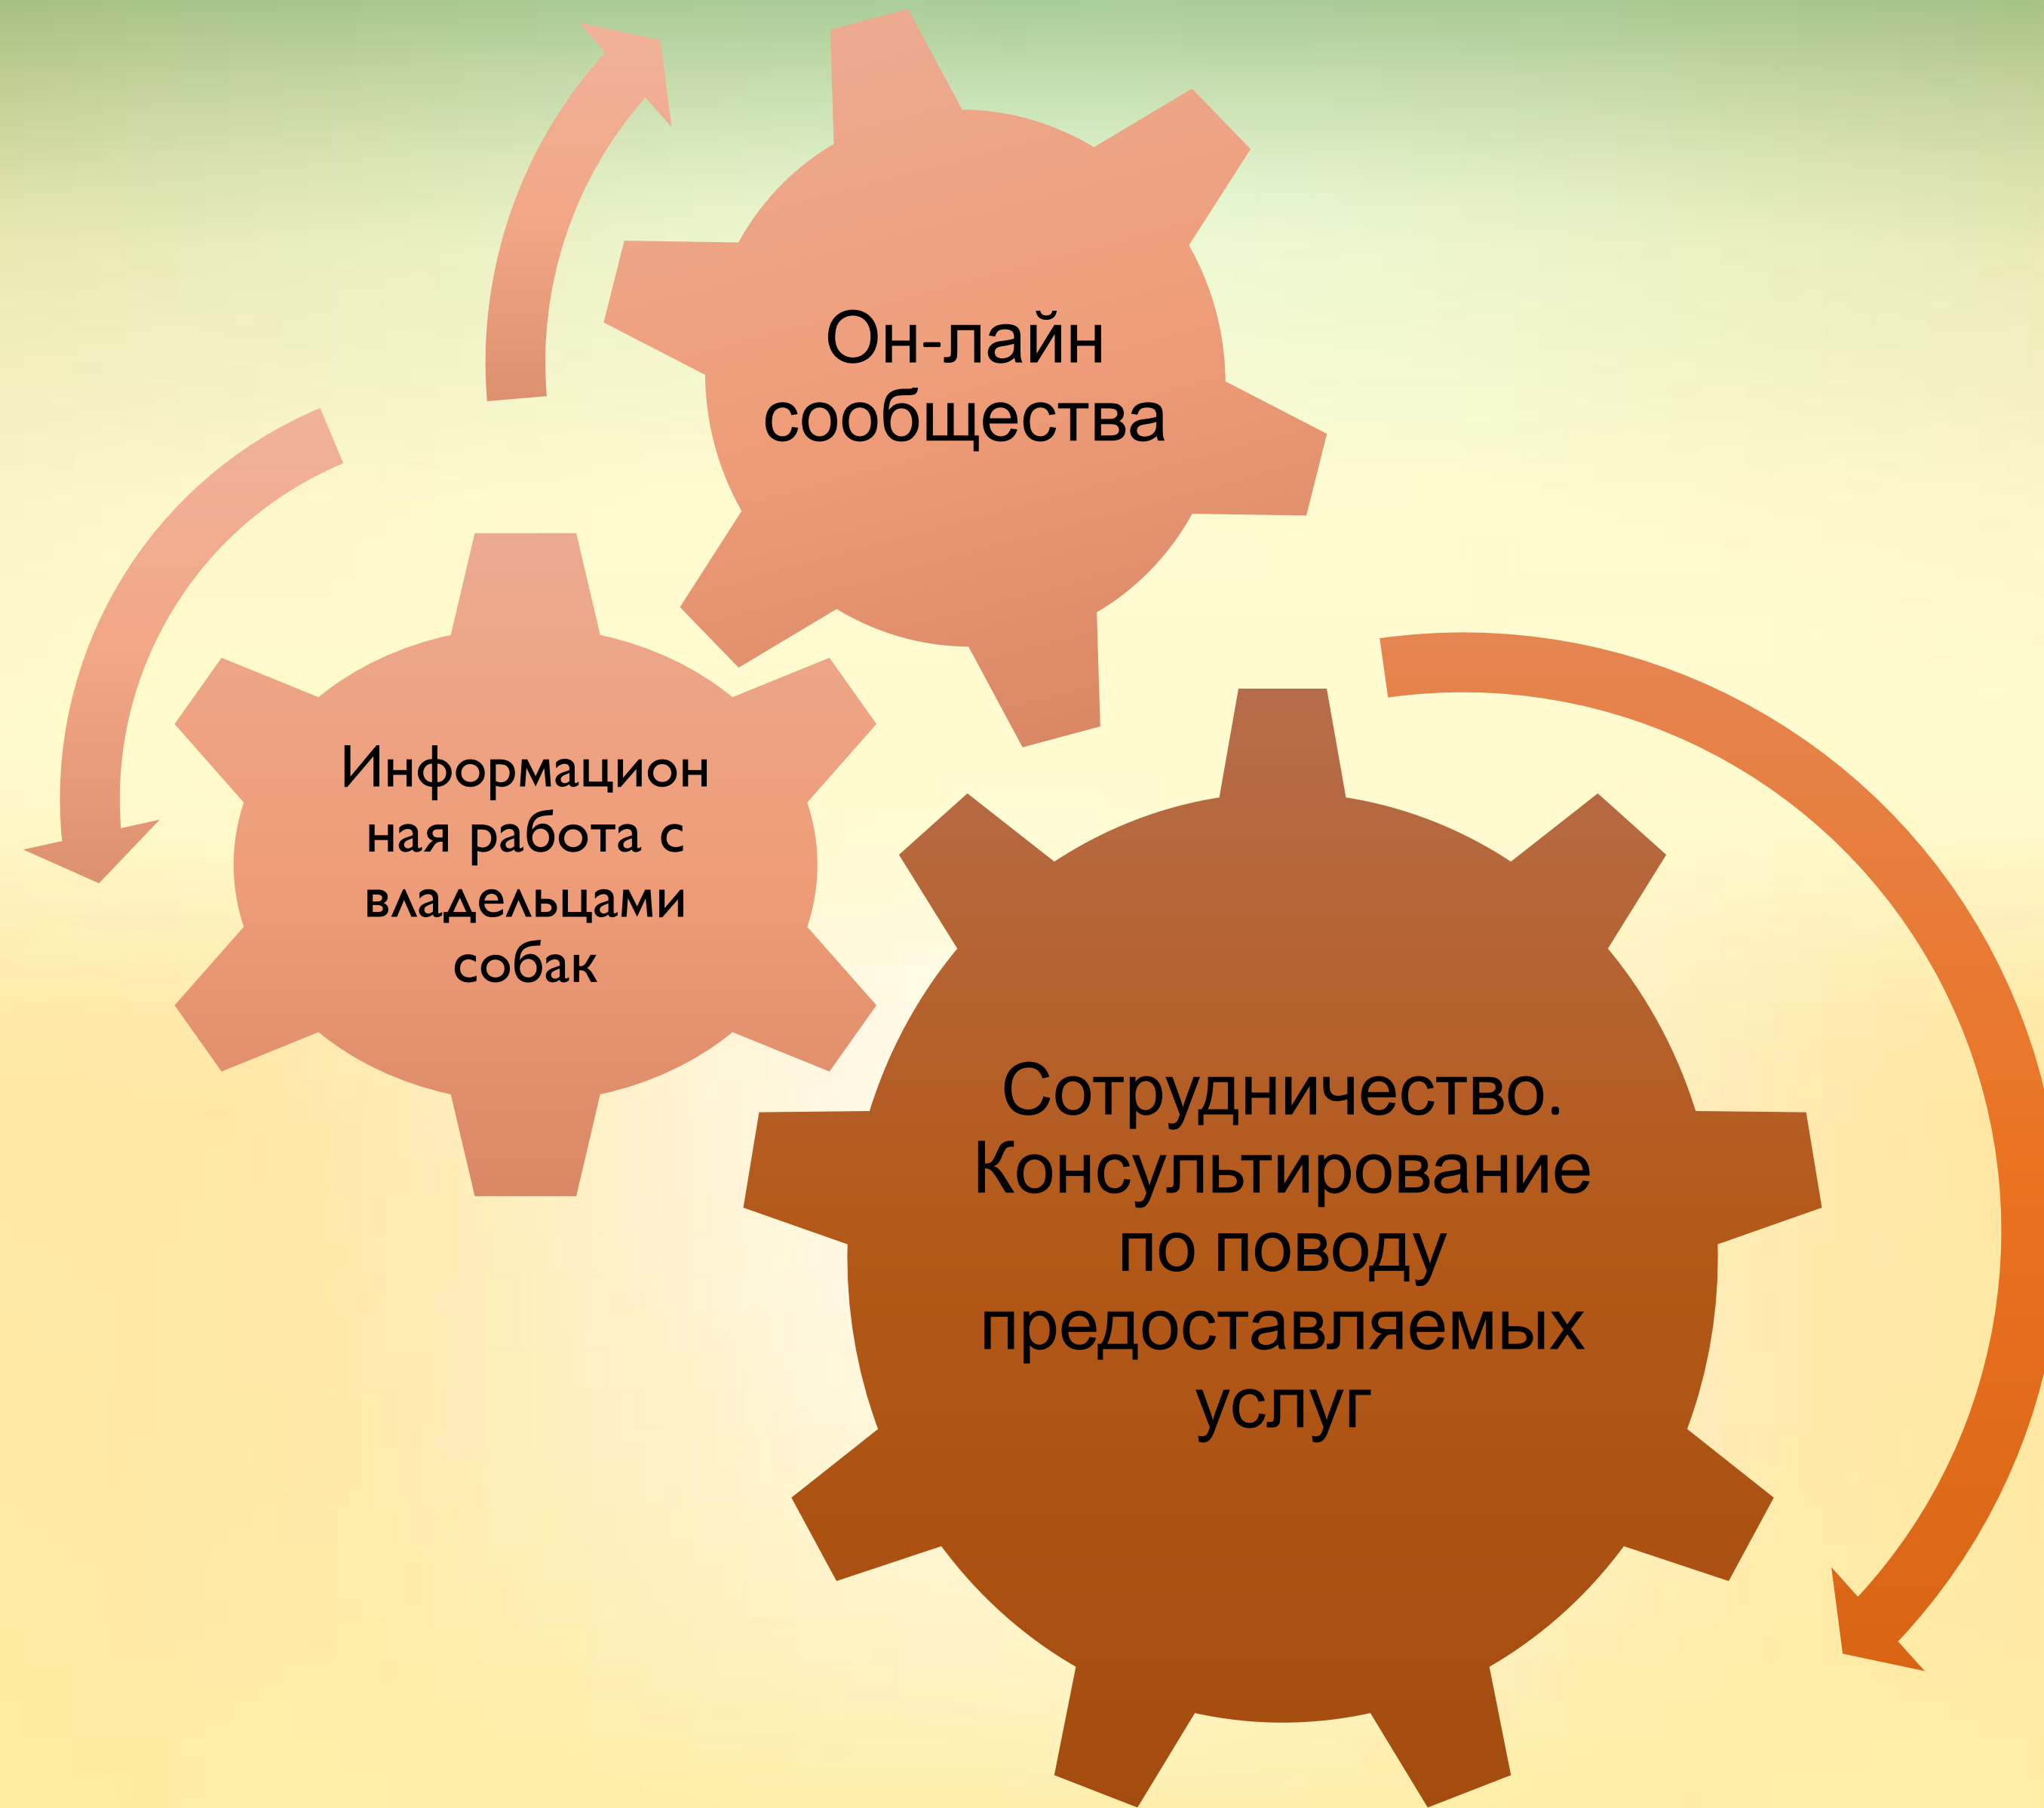 Он-лайн
сообщества
Информацион
ная работа с
владельцами
собак
Сотрудничество.
Консультирование
по поводу
предоставляемых
услуг